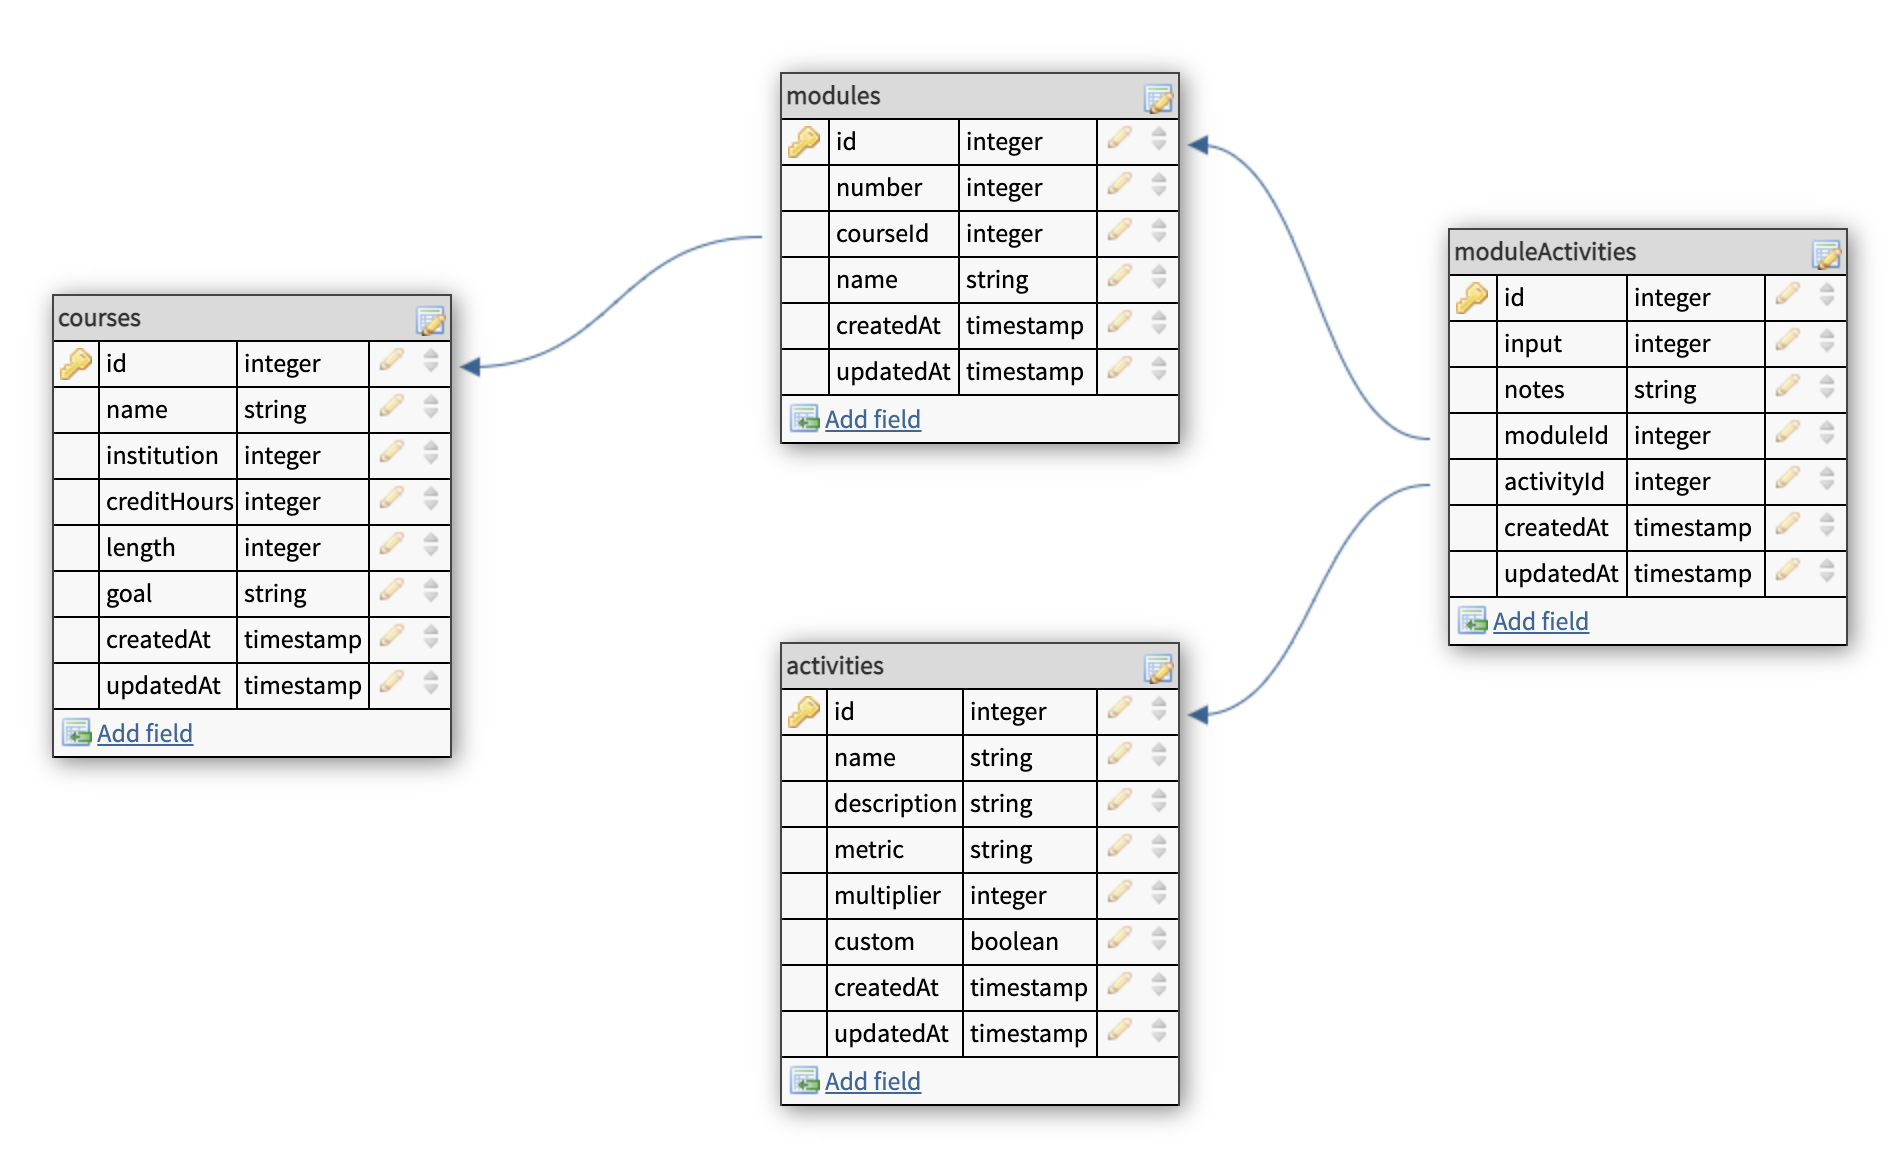 modules
id integer
number integer
courseId integer
name string
createdAt timestamp
updatedAt timestamp
Add field
moduleActivities
id integer
input integer
notes string
moduleId integer
activityId integer
createdAt timestamp
updatedAt timestamp
Add field
courses
id integer
name string
institution integer
creditHours integer
length integer
goal string
createdAt timestamp
updatedAt timestamp
Add field
activities
id integer
name string
description string
metric string
multiplier integer
custom boolean
createdAt timestamp
updatedAt timestamp
Add field